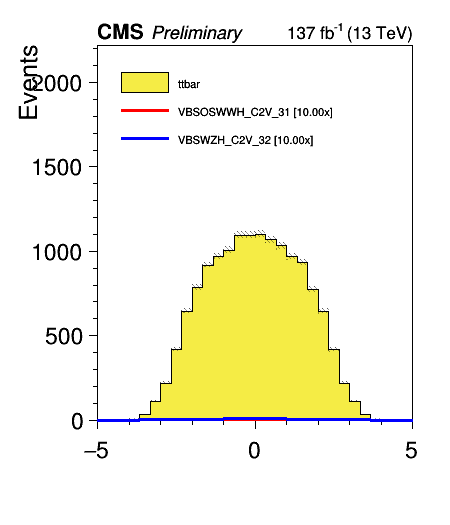 CMS Preliminary 137 fb⁻¹ (13 TeV)
Events
2000
1500
1000
500
0
ttbar
VBSOSWWH_C2V_31 [10.00x]
VBSWZH_C2V_32 [10.00x]
−5 0 5